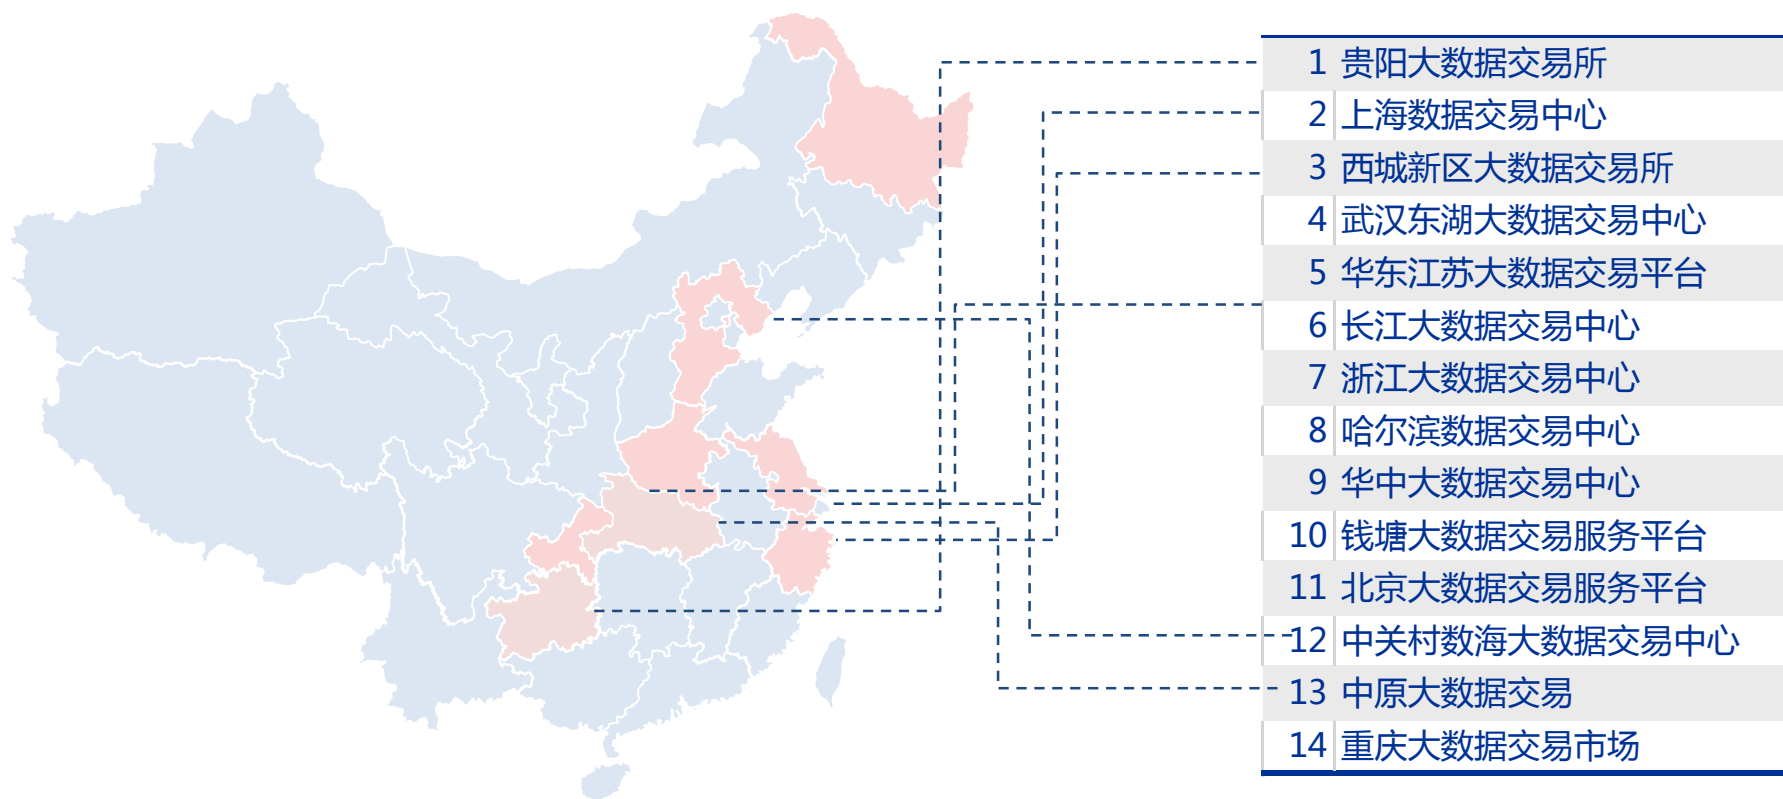 1 贵阳大数据交易所
2 上海数据交易中心
3 西城新区大数据交易所
4 武汉东湖大数据交易中心
5 华东江苏大数据交易平台
6 长江大数据交易中心
7 浙江大数据交易中心
8 哈尔滨数据交易中心
9 华中大数据交易中心
10 钱塘大数据交易服务平台
11 北京大数据交易服务平台
12 中关村数海大数据交易中心
13 中原大数据交易
14 重庆大数据交易市场